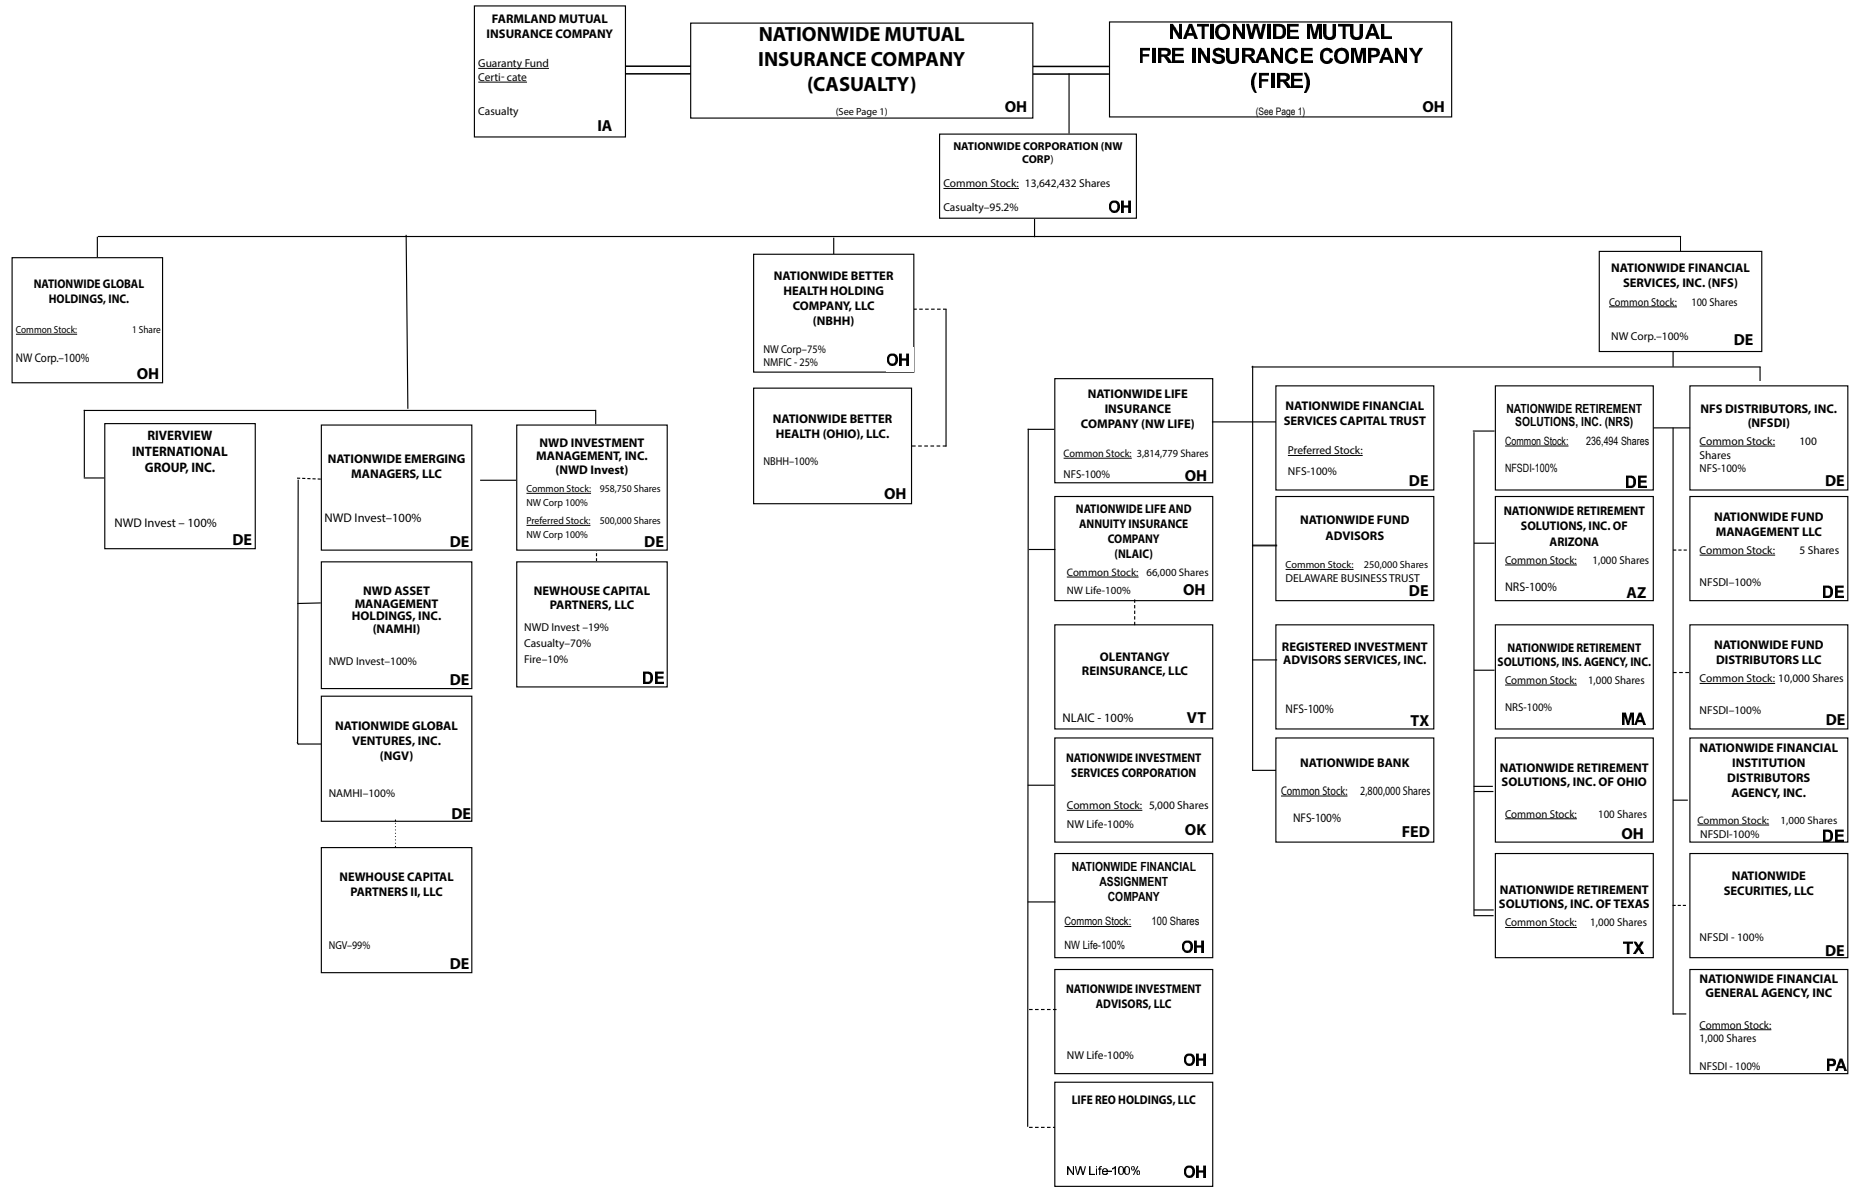 FARMLAND MUTUAL
INSURANCE COMPANY
Guaranty Fund
Certi- cate
Casualty
IA
NATIONWIDE MUTUAL
INSURANCE COMPANY
(CASUALTY)
(See Page 1)
OH
NATIONWIDE MUTUAL
FIRE INSURANCE COMPANY
(FIRE)
(See Page 1)
OH
NATIONWIDE CORPORATION (NW
CORP)
Common Stock: 13,642,432 Shares
Casualty–95.2%
OH
NATIONWIDE GLOBAL
HOLDINGS, INC.
Common Stock: 1 Share
NW Corp.–100%
OH
NATIONWIDE BETTER
HEALTH HOLDING
COMPANY, LLC
(NBHH)
NW Corp–75%
NMFIC - 25%
OH
NATIONWIDE FINANCIAL
SERVICES, INC. (NFS)
Common Stock: 100 Shares
NW Corp.–100%
DE
RIVERVIEW
INTERNATIONAL
GROUP, INC.
NWD Invest – 100%
DE
NATIONWIDE EMERGING
MANAGERS, LLC
NWD Invest–100%
DE
NWD INVESTMENT
MANAGEMENT, INC.
(NWD Invest)
Common Stock: 958,750 Shares
NW Corp 100%
Preferred Stock: 500,000 Shares
NW Corp 100%
DE
NWD ASSET
MANAGEMENT
HOLDINGS, INC.
(NAMHI)
NWD Invest–100%
DE
NEWHOUSE CAPITAL
PARTNERS, LLC
NWD Invest –19%
Casualty–70%
Fire–10%
DE
NATIONWIDE GLOBAL
VENTURES, INC.
(NGV)
NAMHI–100%
DE
NEWHOUSE CAPITAL
PARTNERS II, LLC
NGV–99%
DE
NATIONWIDE BETTER
HEALTH (OHIO), LLC.
NBHH–100%
OH
NATIONWIDE LIFE
INSURANCE
COMPANY (NW LIFE)
Common Stock: 3,814,779 Shares
NFS-100%
OH
NATIONWIDE LIFE AND
ANNUITY INSURANCE
COMPANY
(NLAIC)
Common Stock: 66,000 Shares
NW Life-100%
OH
OLENTANGY
REINSURANCE, LLC
NLAIC - 100%
VT
NATIONWIDE INVESTMENT
SERVICES CORPORATION
Common Stock: 5,000 Shares
NW Life-100%
OK
NATIONWIDE FINANCIAL
ASSIGNMENT
COMPANY
Common Stock: 100 Shares
NW Life-100%
OH
NATIONWIDE INVESTMENT
ADVISORS, LLC
NW Life-100%
OH
LIFE REO HOLDINGS, LLC
NW Life-100%
OH
NATIONWIDE FINANCIAL
SERVICES CAPITAL TRUST
Preferred Stock:
NFS-100%
DE
NATIONWIDE FUND
ADVISORS
Common Stock: 250,000 Shares
DELAWARE BUSINESS TRUST
DE
REGISTERED INVESTMENT
ADVISORS SERVICES, INC.
NFS-100%
TX
NATIONWIDE BANK
Common Stock: 2,800,000 Shares
NFS-100%
FED
NATIONWIDE RETIREMENT
SOLUTIONS, INC. (NRS)
Common Stock: 236,494 Shares
NFSDI-100%
DE
NATIONWIDE RETIREMENT
SOLUTIONS, INC. OF
ARIZONA
Common Stock: 1,000 Shares
NRS-100%
AZ
NATIONWIDE RETIREMENT
SOLUTIONS, INS. AGENCY, INC.
Common Stock: 1,000 Shares
NRS-100%
MA
NATIONWIDE RETIREMENT
SOLUTIONS, INC. OF OHIO
Common Stock: 100 Shares
OH
NATIONWIDE RETIREMENT
SOLUTIONS, INC. OF TEXAS
Common Stock: 1,000 Shares
TX
NFS DISTRIBUTORS, INC.
(NFSDI)
Common Stock: 100
Shares
NFS-100%
DE
NATIONWIDE FUND
MANAGEMENT LLC
Common Stock: 5 Shares
NFSDI–100%
DE
NATIONWIDE FUND
DISTRIBUTORS LLC
Common Stock: 10,000 Shares
NFSDI–100%
DE
NATIONWIDE FINANCIAL
INSTITUTION
DISTRIBUTORS
AGENCY, INC.
Common Stock: 1,000 Shares
NFSDI-100%
DE
NATIONWIDE
SECURITIES, LLC
NFSDI - 100%
DE
NATIONWIDE FINANCIAL
GENERAL AGENCY, INC
Common Stock:
1,000 Shares
NFSDI - 100%
PA